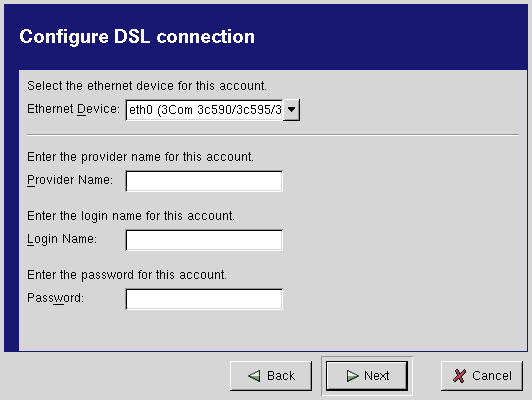 Configure DSL connection
Select the ethernet device for this account.
Ethernet Device: eth0 (3Com 3c590/3c595/3
Enter the provider name for this account.
Provider Name:
Enter the login name for this account.
Login Name:
Enter the password for this account.
Password:
Back Next Cancel